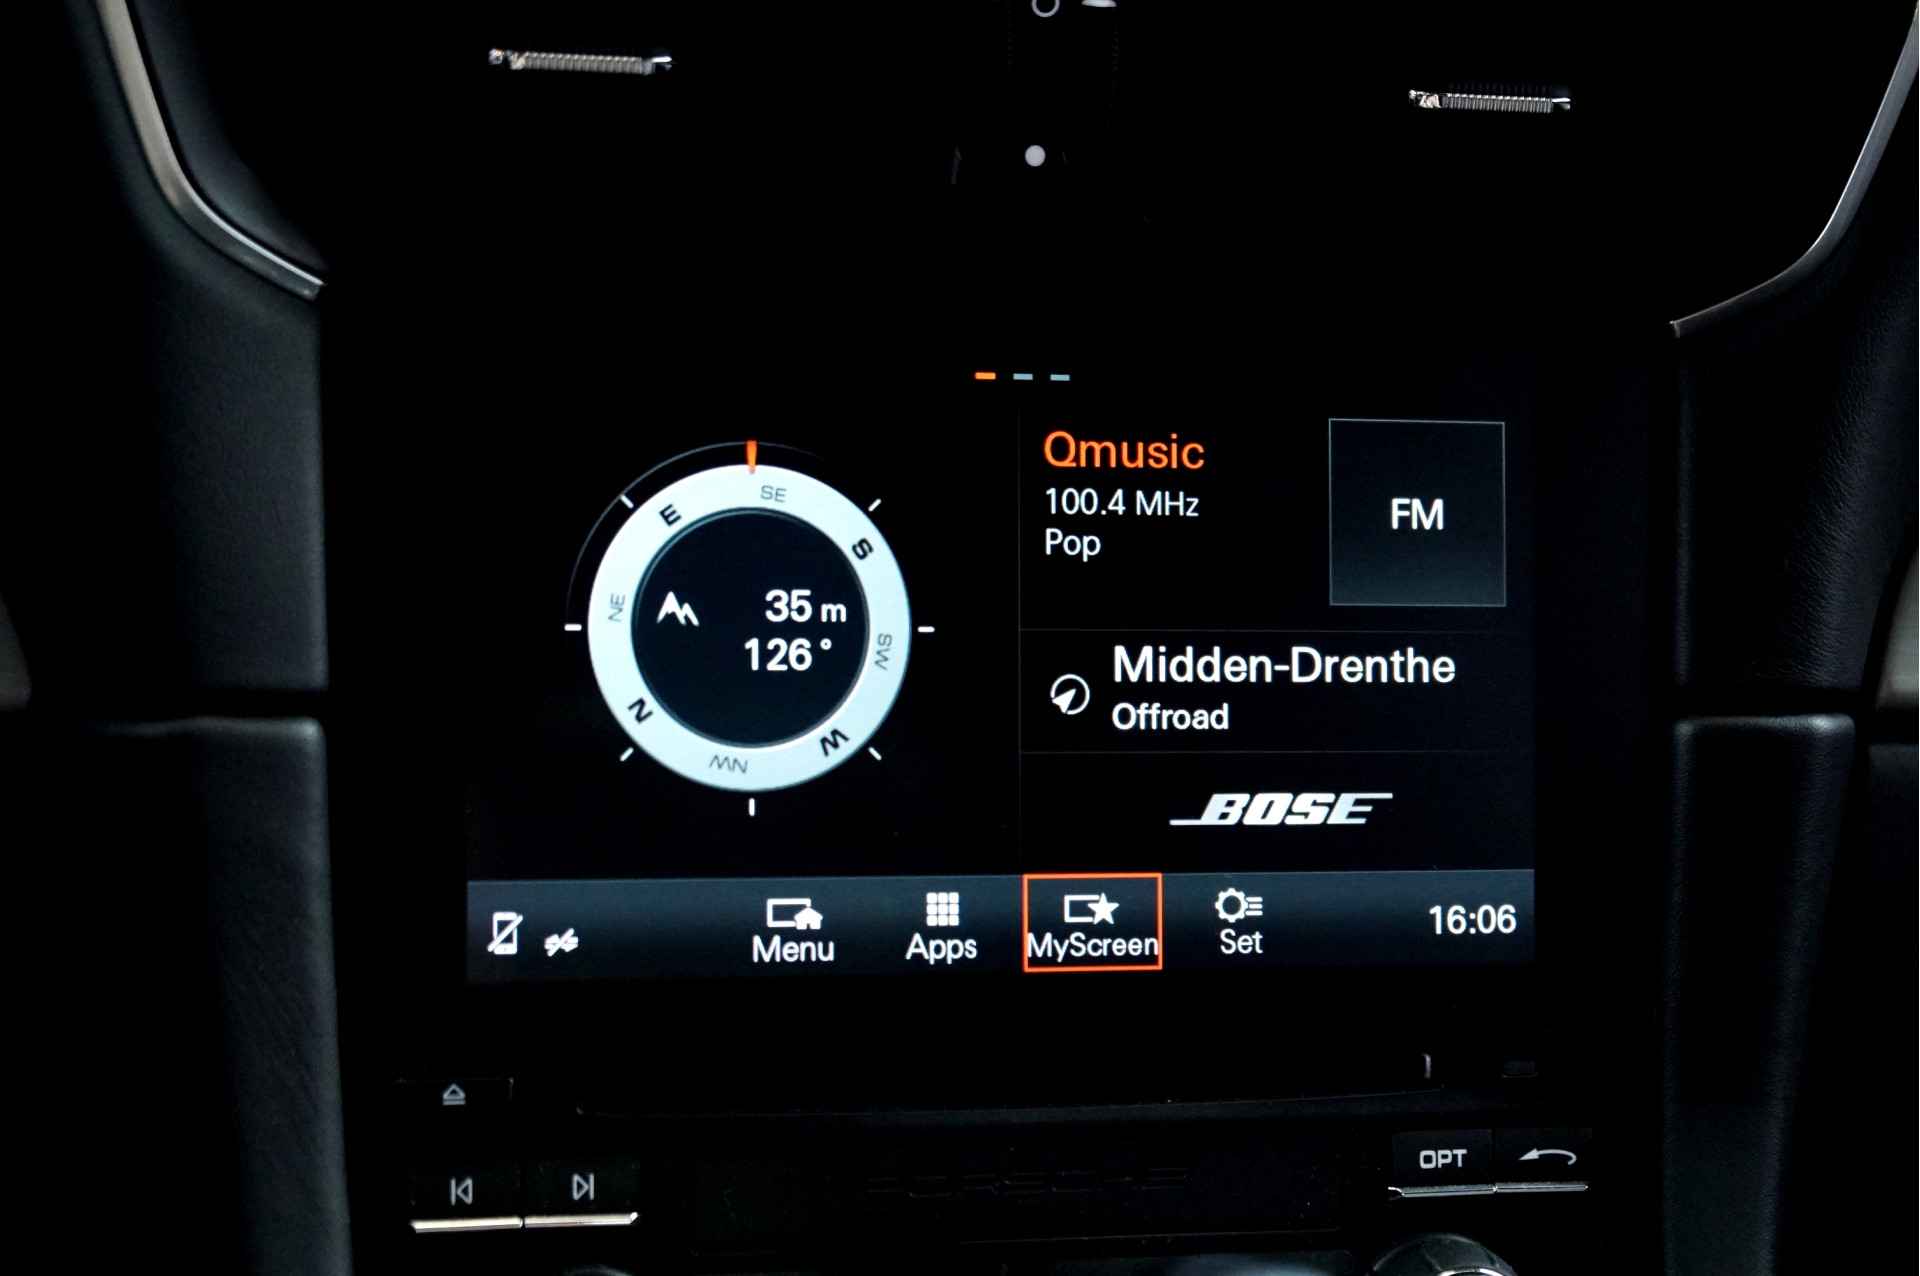 Qmusic
100.4 MHz
Pop
FM
SE
E
S
NE
35 m
126°
SW
N
W
NW
Midden-Drenthe
Offroad
BOSE
Menu
Apps
MyScreen
Set
16:06
OPT
PORSCHE